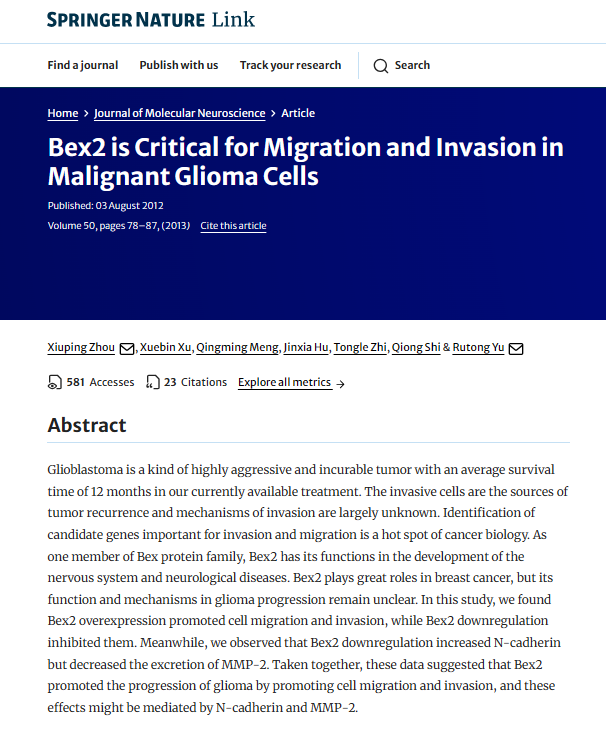 SPRINGER NATURE Link
Find a journal Publish with us Track your research Search
Home > Journal of Molecular Neuroscience > Article
Bex2 is Critical for Migration and Invasion in
Malignant Glioma Cells
Published: 03 August 2012
Volume 50, pages 78–87, (2013) Cite this article
Xiuping Zhou, Xuebin Xu, Qingming Meng, Jinxia Hu, Tongle Zhi, Qiong Shi & Rutong Yu
581 Accesses 23 Citations Explore all metrics →
Abstract
Glioblastoma is a kind of highly aggressive and incurable tumor with an average survival
time of 12 months in our currently available treatment. The invasive cells are the sources of
tumor recurrence and mechanisms of invasion are largely unknown. Identification of
candidate genes important for invasion and migration is a hot spot of cancer biology. As
one member of Bex protein family, Bex2 has its functions in the development of the
nervous system and neurological diseases. Bex2 plays great roles in breast cancer, but its
function and mechanisms in glioma progression remain unclear. In this study, we found
Bex2 overexpression promoted cell migration and invasion, while Bex2 downregulation
inhibited them. Meanwhile, we observed that Bex2 downregulation increased N-cadherin
but decreased the excretion of MMP-2. Taken together, these data suggested that Bex2
promoted the progression of glioma by promoting cell migration and invasion, and these
effects might be mediated by N-cadherin and MMP-2.